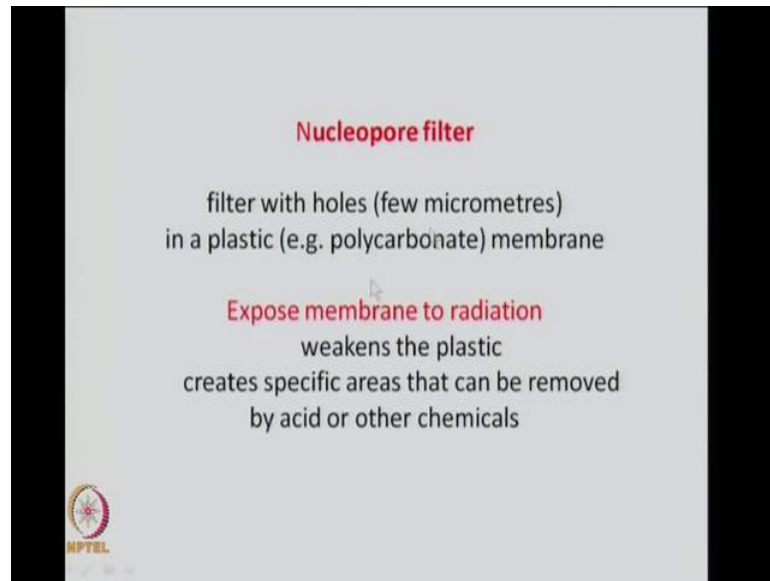 Nucleopore filter
filter with holes (few micrometres)
in a plastic (e.g. polycarbonate) membrane
Expose membrane to radiation
weakens the plastic
creates specific areas that can be removed
by acid or other chemicals
NPTEL